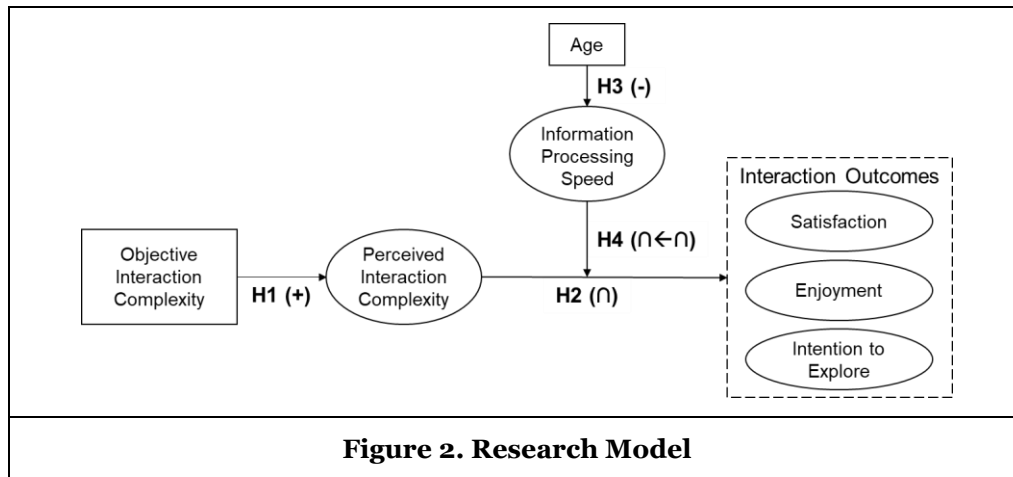 Age
H3 (-)
Information
Processing
Speed
Interaction Outcomes
Satisfaction
H4 (∩←∩)
Objective
Interaction
Complexity
H1 (+)
Perceived
Interaction
Complexity
H2 (∩)
Enjoyment
Intention to
Explore
Figure 2. Research Model